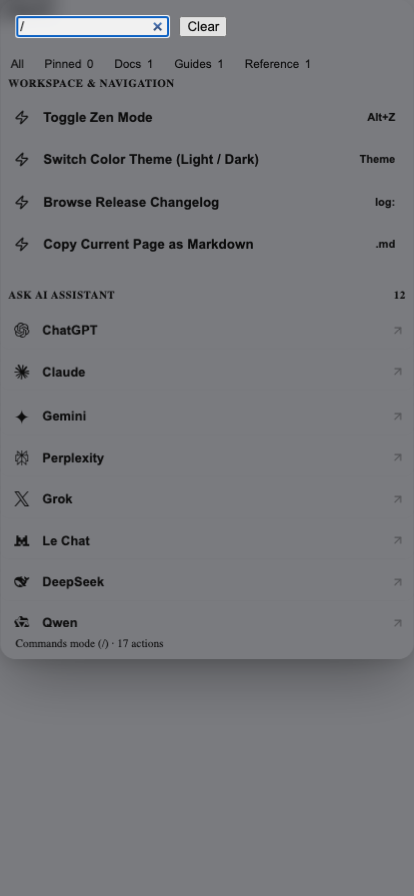 / Clear
All Pinned 0 Docs 1 Guides 1 Reference 1
WORKSPACE & NAVIGATION
Toggle Zen Mode Alt+Z
Switch Color Theme (Light / Dark) Theme
Browse Release Changelog log:
Copy Current Page as Markdown .md
ASK AI ASSISTANT 12
ChatGPT
Claude
Gemini
Perplexity
Grok
Le Chat
DeepSeek
Qwen
Commands mode (/) · 17 actions